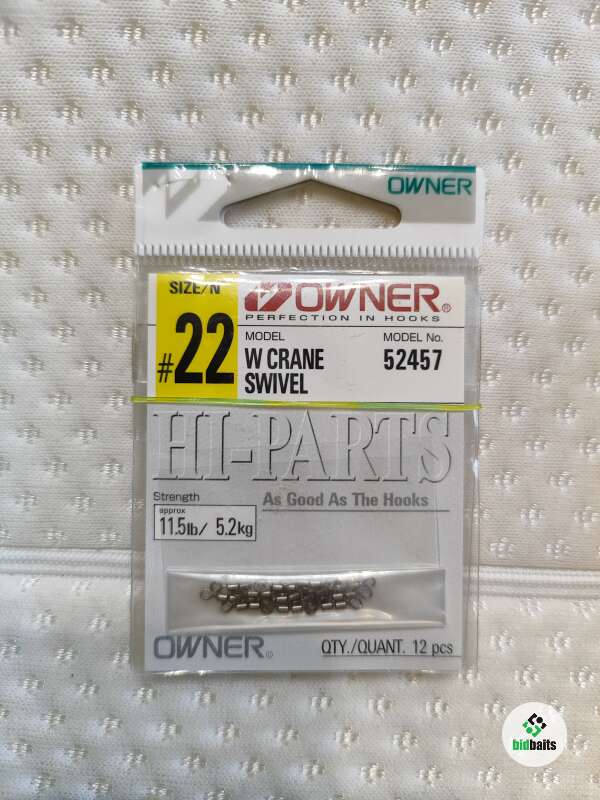 OWNER
SIZE/N
#22
OWNER®
PERFECTION IN HOOKS
MODEL
W CRANE
SWIVEL
MODEL No.
52457
HI-PARTS
As Good As The Hooks
Strength
approx
11.5lb/ 5.2kg
OWNER®
QTY./QUANT. 12 pcs
bidbaits